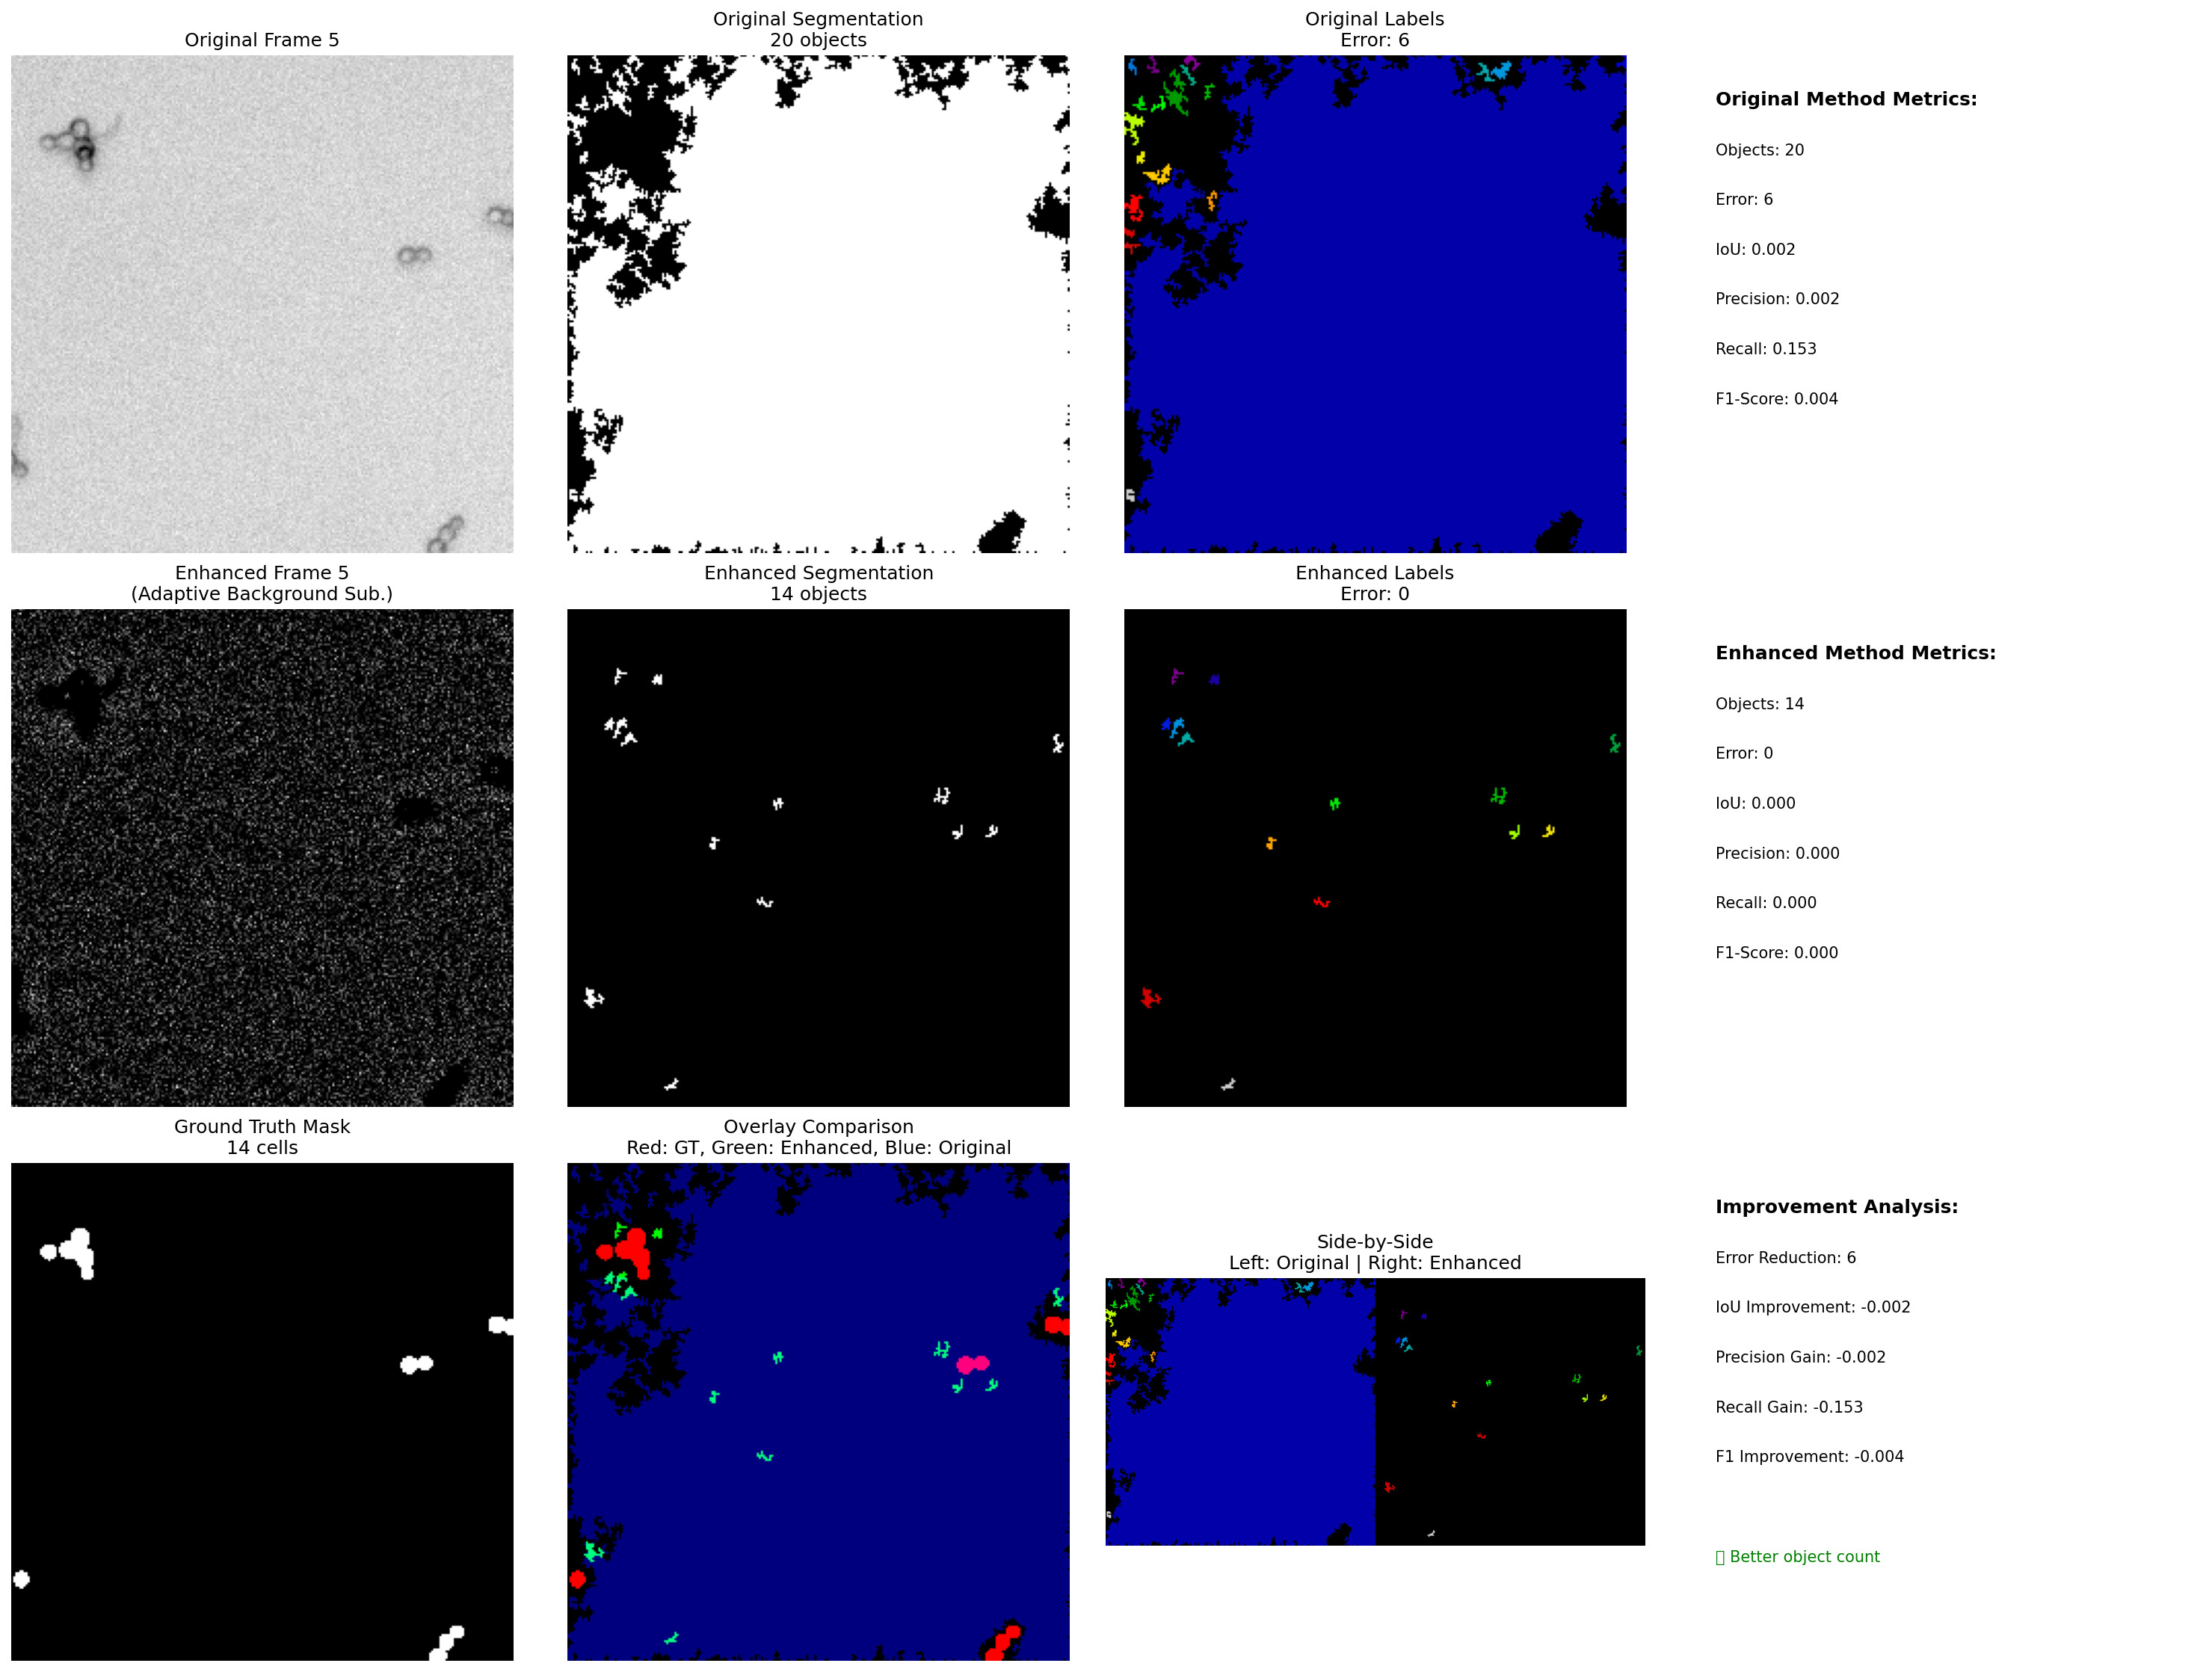 Original Frame 5
Original Segmentation
20 objects
Original Labels
Error: 6
Original Method Metrics:
Objects: 20
Error: 6
IoU: 0.002
Precision: 0.002
Recall: 0.153
F1-Score: 0.004
Enhanced Frame 5
(Adaptive Background Sub.)
Enhanced Segmentation
14 objects
Enhanced Labels
Error: 0
Enhanced Method Metrics:
Objects: 14
Error: 0
IoU: 0.000
Precision: 0.000
Recall: 0.000
F1-Score: 0.000
Ground Truth Mask
14 cells
Overlay Comparison
Red: GT, Green: Enhanced, Blue: Original
Side-by-Side
Left: Original | Right: Enhanced
Improvement Analysis:
Error Reduction: 6
IoU Improvement: -0.002
Precision Gain: -0.002
Recall Gain: -0.153
F1 Improvement: -0.004
Better object count